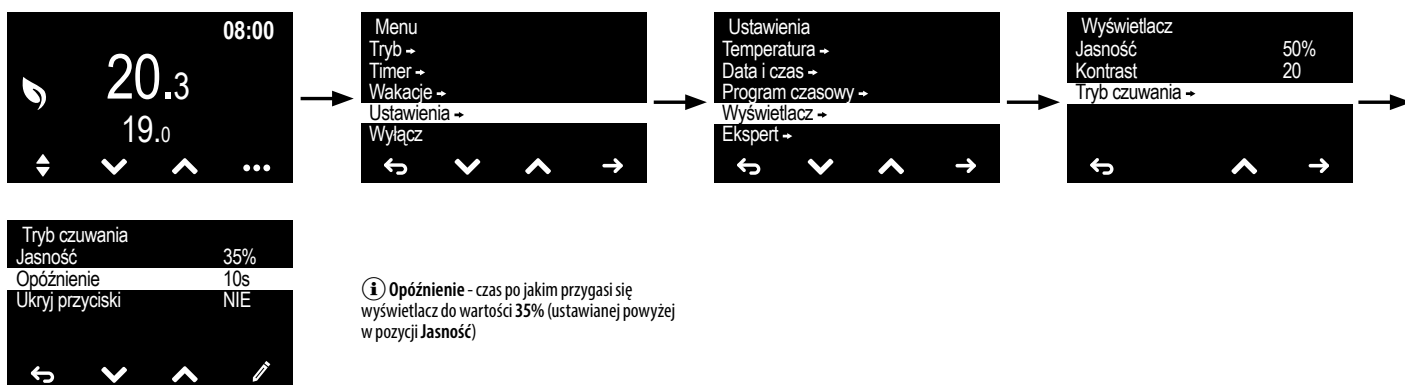 08:00
20.3
19.0
Menu
Tryb
Timer
Wakacje
Ustawienia
Wyłącz
Ustawienia
Temperatura
Data i czas
Program czasowy
Wyświetlacz
Ekspert
Wyświetlacz
Jasność 50%
Kontrast 20
Tryb czuwania
Tryb czuwania
Jasność 35%
Opóźnienie 10s
Ukryj przyciski NIE
Opóźnienie - czas po jakim przygasi się
wyświetlacz do wartości 35% (ustawianej powyżej
w pozycji Jasność)